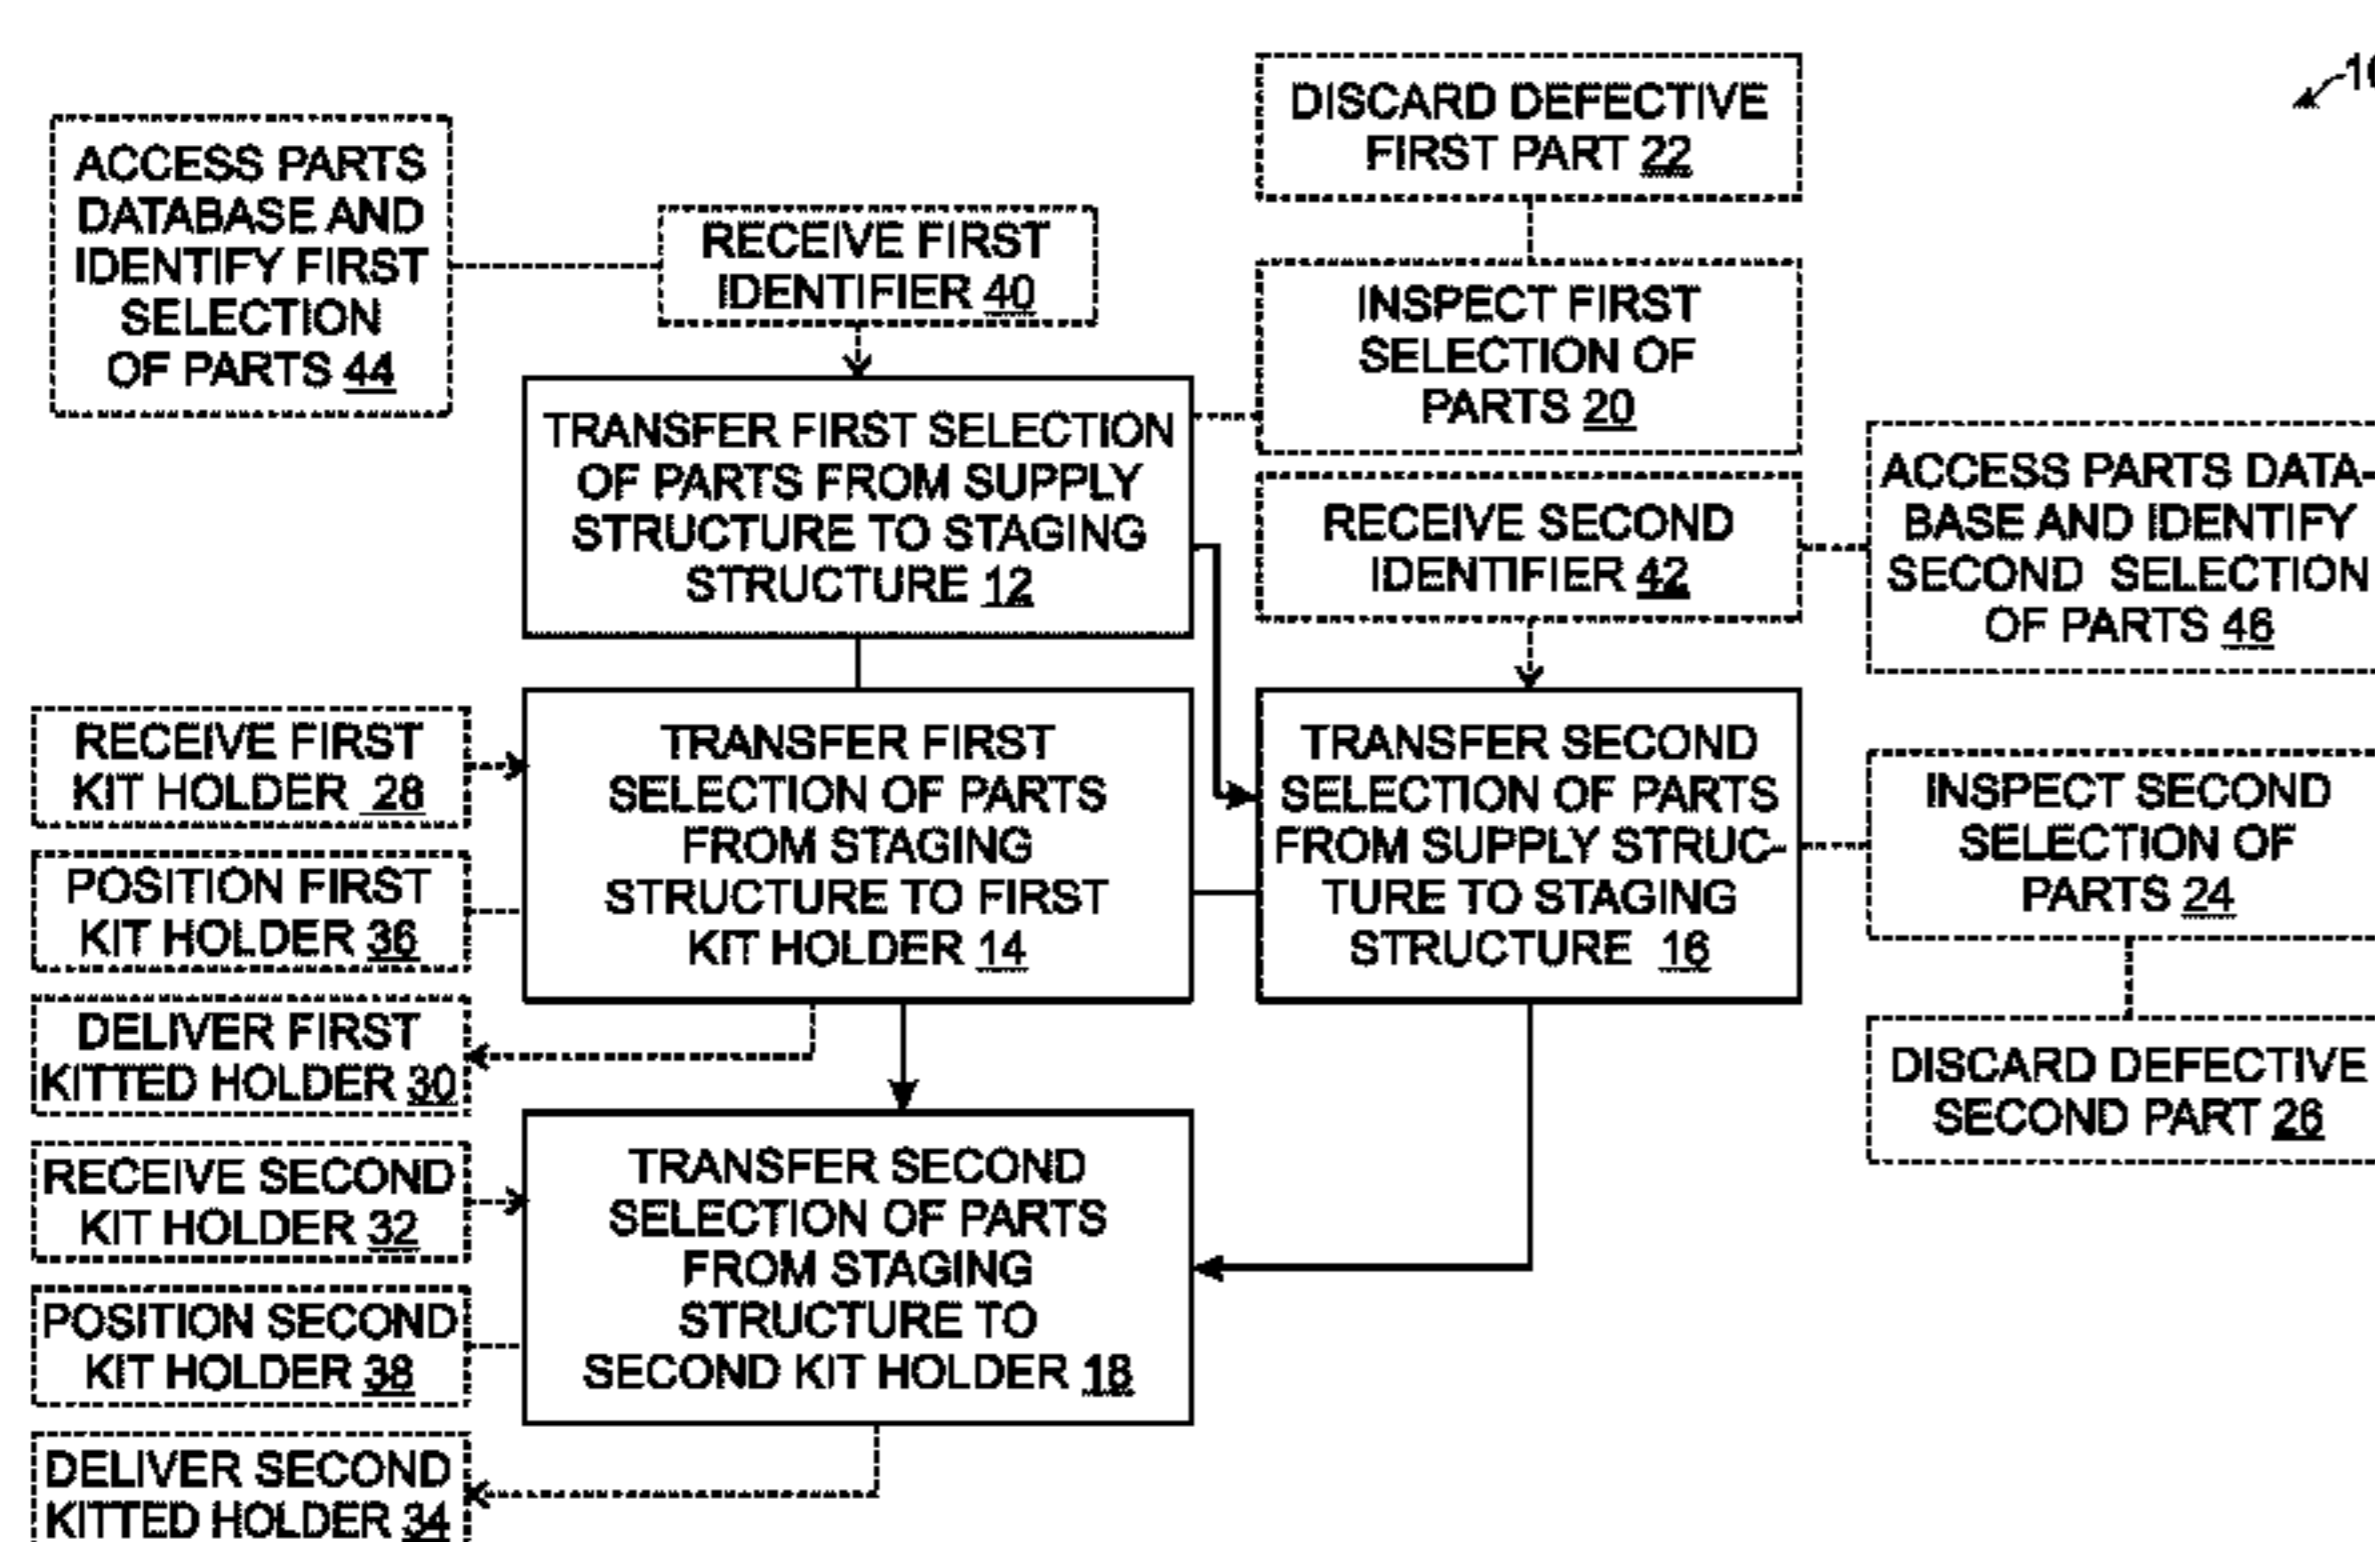 10
DISCARD DEFECTIVE
FIRST PART 22
ACCESS PARTS
DATABASE AND
IDENTIFY FIRST
SELECTION
OF PARTS 44
RECEIVE FIRST
IDENTIFIER 40
INSPECT FIRST
SELECTION OF
PARTS 20
TRANSFER FIRST SELECTION
OF PARTS FROM SUPPLY
STRUCTURE TO STAGING
STRUCTURE 12
RECEIVE SECOND
IDENTIFIER 42
ACCESS PARTS DATA-
BASE AND IDENTIFY
SECOND SELECTION
OF PARTS 46
RECEIVE FIRST
KIT HOLDER 28
POSITION FIRST
KIT HOLDER 36
DELIVER FIRST
KITTED HOLDER 30
TRANSFER FIRST
SELECTION OF PARTS
FROM STAGING
STRUCTURE TO FIRST
KIT HOLDER 14
TRANSFER SECOND
SELECTION OF PARTS
FROM SUPPLY STRUC-
TURE TO STAGING
STRUCTURE 16
INSPECT SECOND
SELECTION OF
PARTS 24
DISCARD DEFECTIVE
SECOND PART 26
RECEIVE SECOND
KIT HOLDER 32
POSITION SECOND
KIT HOLDER 38
DELIVER SECOND
KITTED HOLDER 34
TRANSFER SECOND
SELECTION OF PARTS
FROM STAGING
STRUCTURE TO
SECOND KIT HOLDER 18